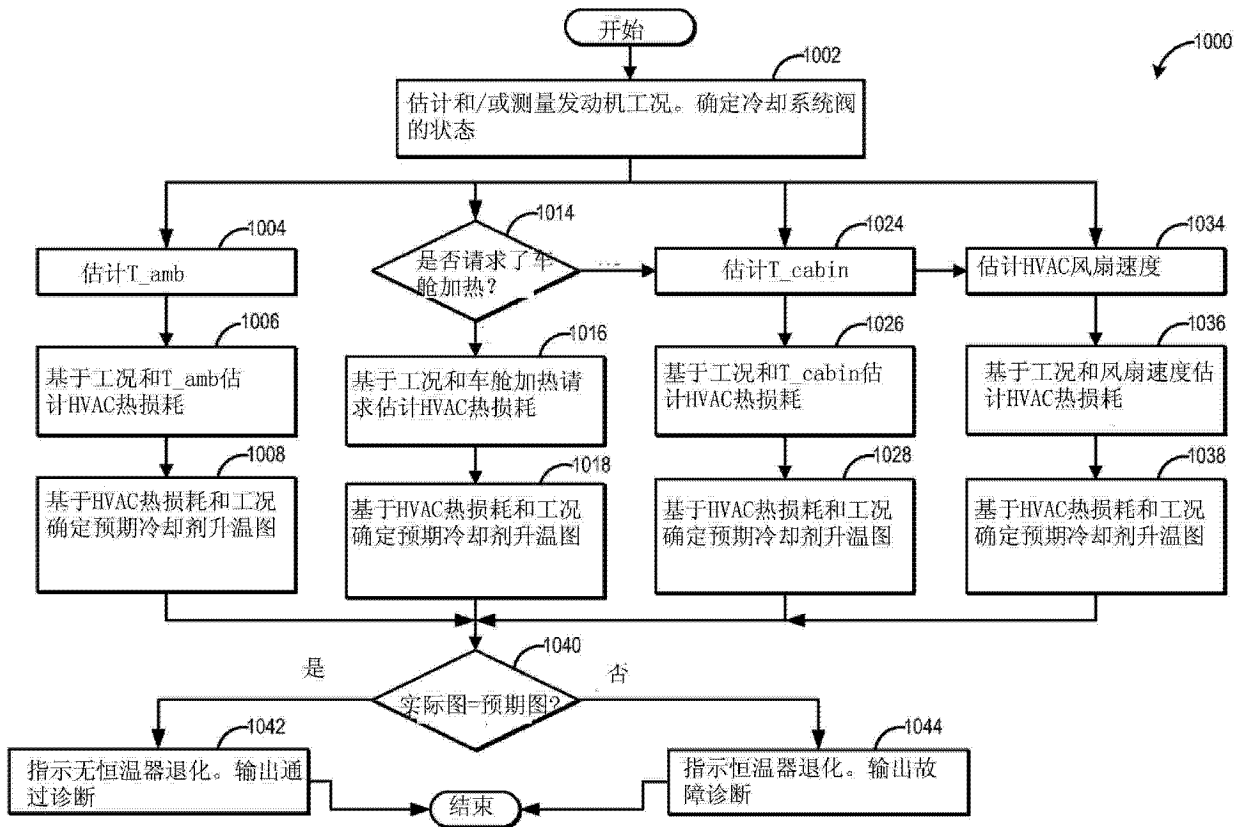 开始
1000
1002
估计和/或测量发动机工况。确定冷却系统阀
的状态
1004
估计T_amb
1014
是否请求了车
舱加热?
1024
估计T_cabin
1034
估计HVAC风扇速度
1006
基于工况和T_amb估
计HVAC热损耗
1016
基于工况和车舱加热请
求估计HVAC热损耗
1026
基于工况和T_cabin估
计HVAC热损耗
1036
基于工况和风扇速度估
计HVAC热损耗
1008
基于HVAC热损耗和工况
确定预期冷却剂升温图
1018
基于HVAC热损耗和工况
确定预期冷却剂升温图
1028
基于HVAC热损耗和工况
确定预期冷却剂升温图
1038
基于HVAC热损耗和工况
确定预期冷却剂升温图
1040
是
实际图=预期图?
否
1042
指示无恒温器退化。输出通
过诊断
1044
指示恒温器退化。输出故
障诊断
结束